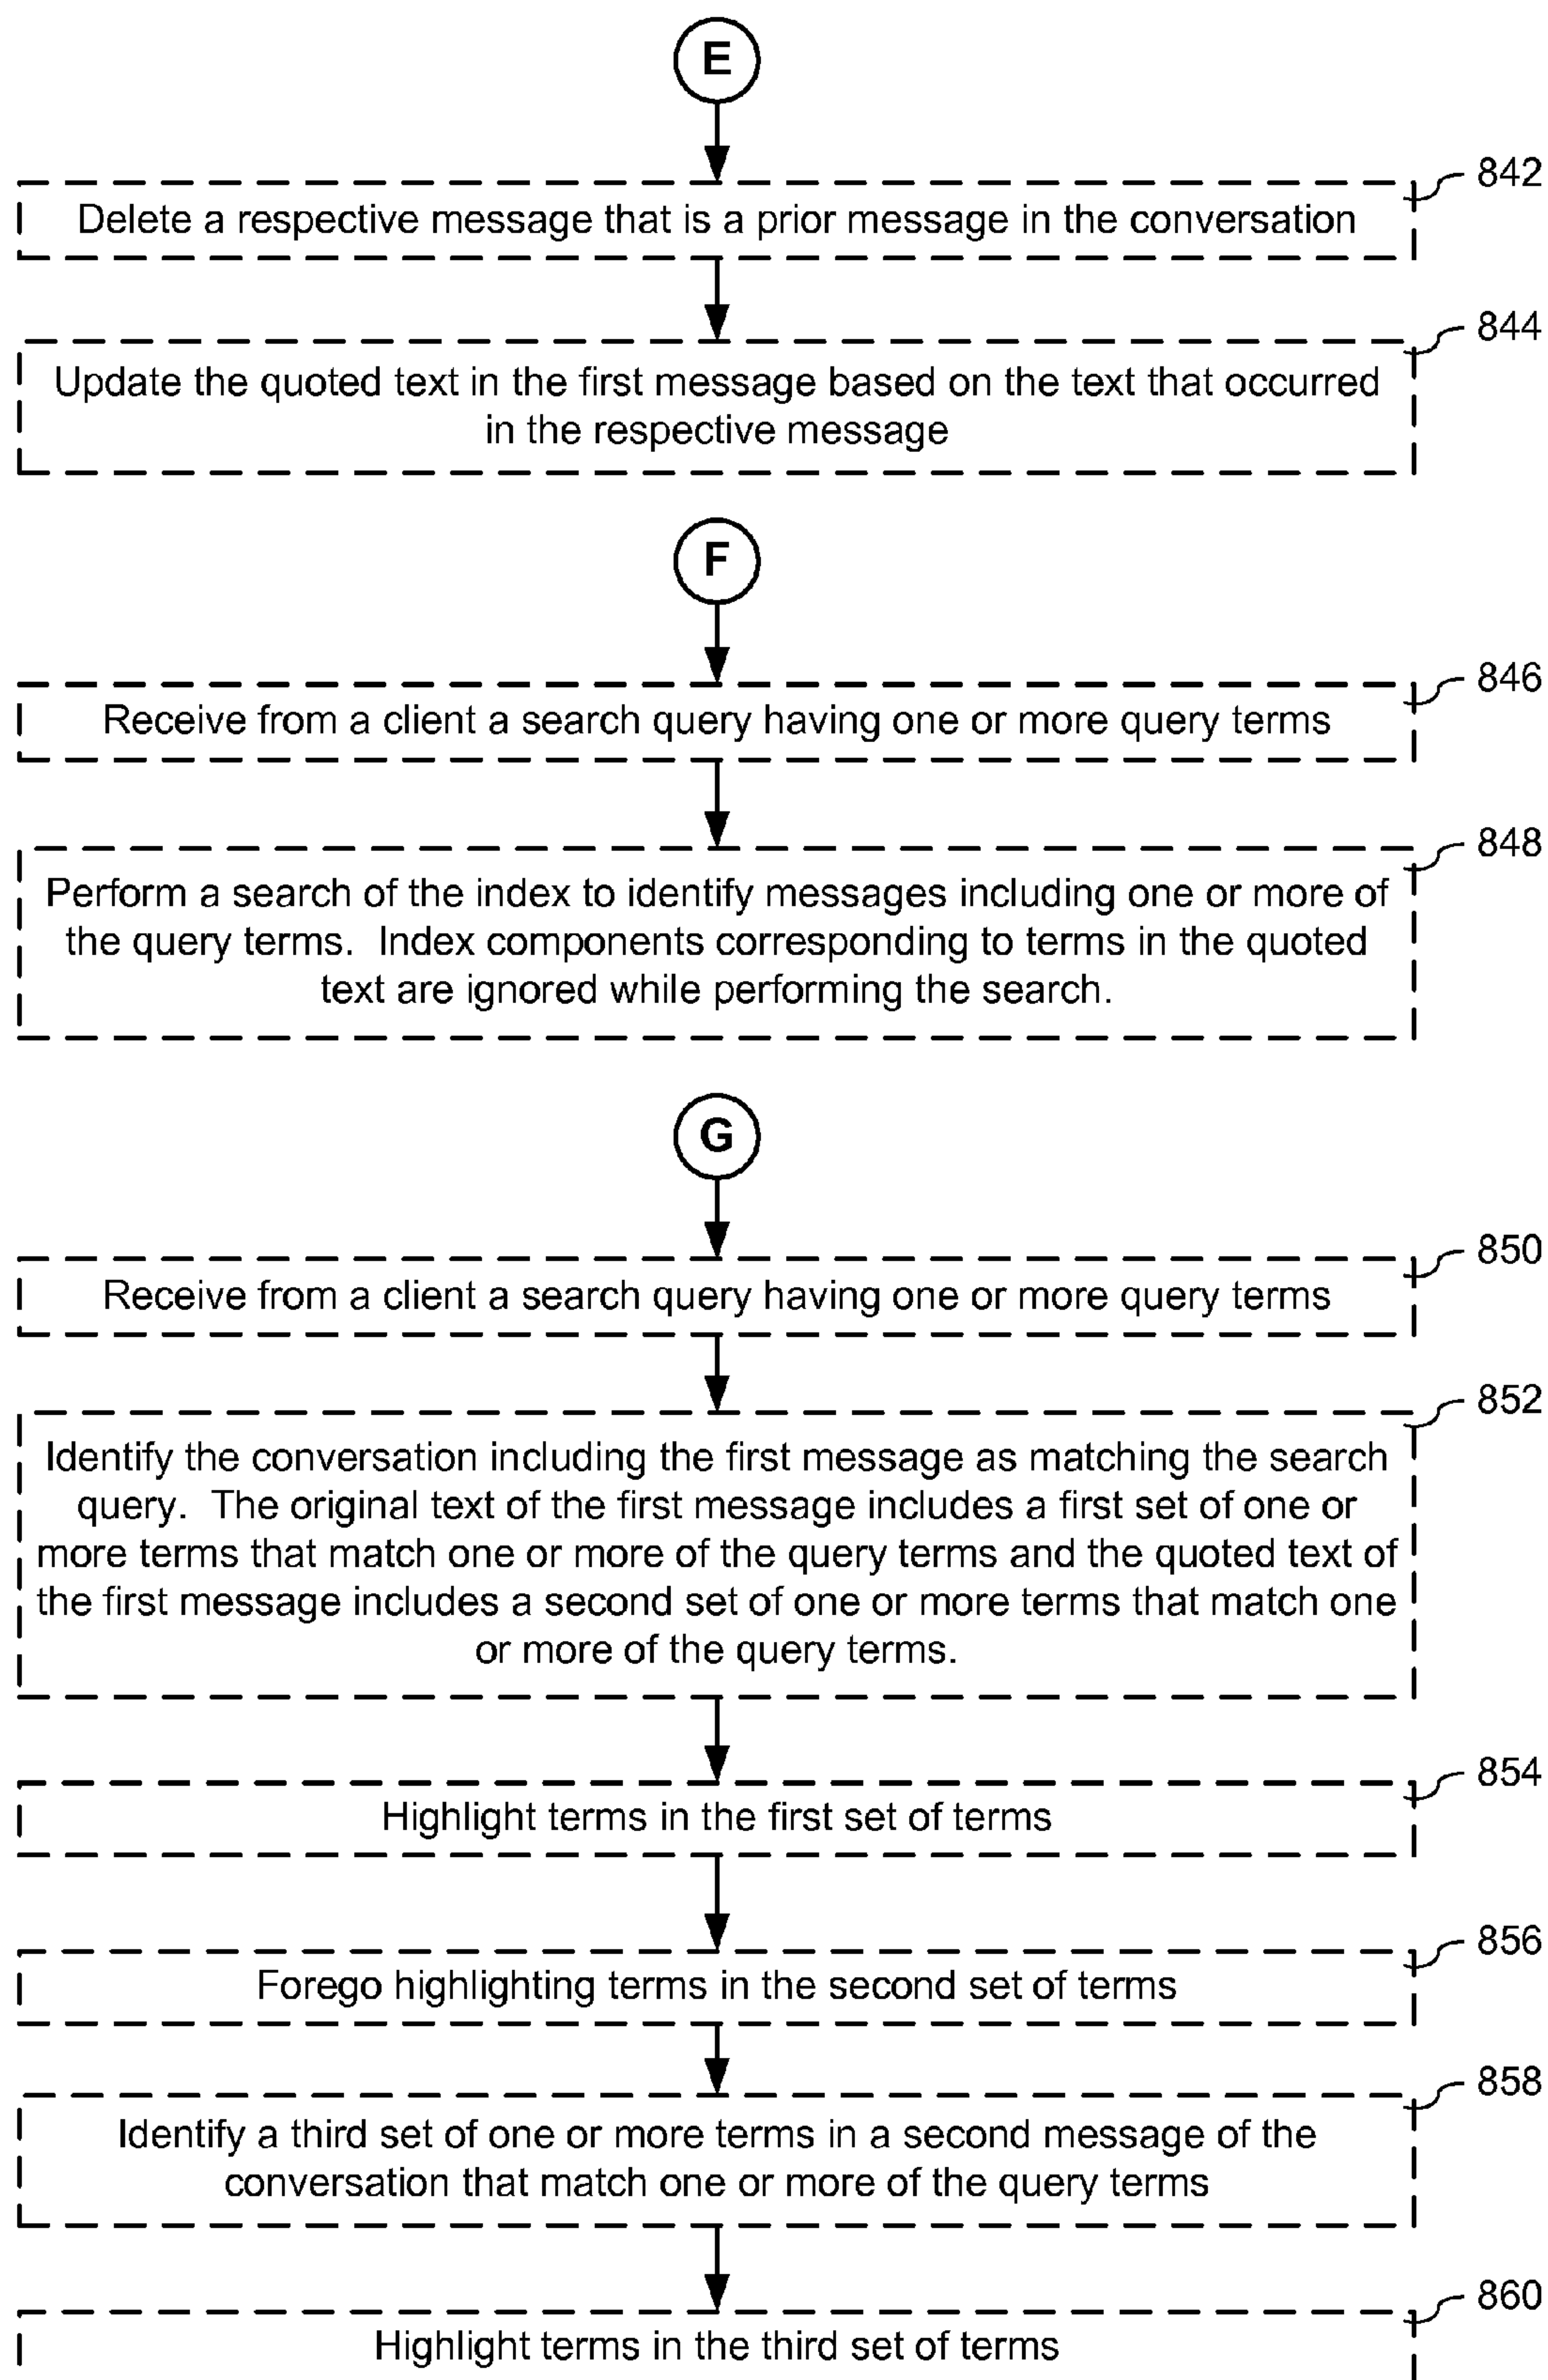 E
842
Delete a respective message that is a prior message in the conversation
844
Update the quoted text in the first message based on the text that occurred
in the respective message
F
846
Receive from a client a search query having one or more query terms
848
Perform a search of the index to identify messages including one or more of
the query terms. Index components corresponding to terms in the quoted
text are ignored while performing the search.
G
850
Receive from a client a search query having one or more query terms
852
Identify the conversation including the first message as matching the search
query. The original text of the first message includes a first set of one or
more terms that match one or more of the query terms and the quoted text of
the first message includes a second set of one or more terms that match one
or more of the query terms.
854
Highlight terms in the first set of terms
856
Forego highlighting terms in the second set of terms
858
Identify a third set of one or more terms in a second message of the
conversation that match one or more of the query terms
860
Highlight terms in the third set of terms